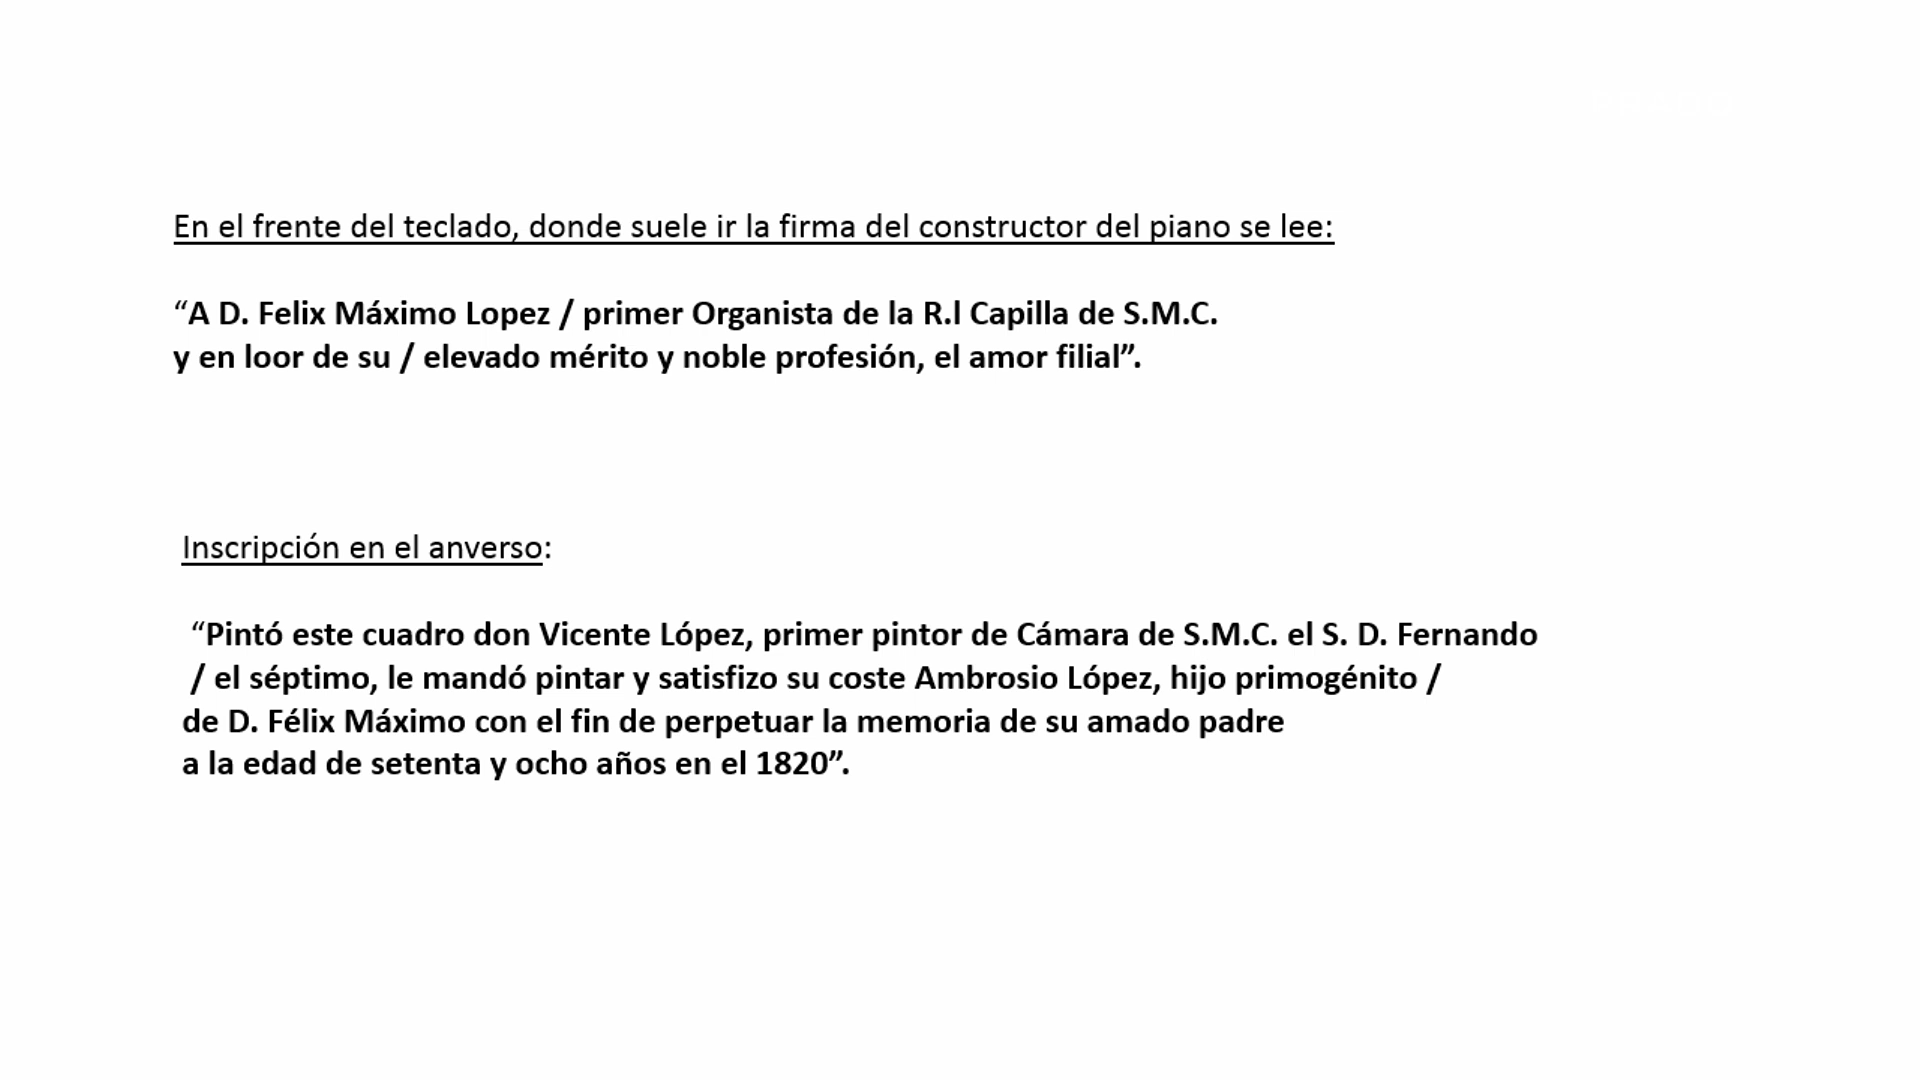 En el frente del teclado, donde suele ir la firma del constructor del piano se lee:
“A D. Felix Máximo Lopez / primer Organista de la R.l Capilla de S.M.C.
y en loor de su / elevado mérito y noble profesión, el amor filial”.
Inscripción en el anverso:
“Pintó este cuadro don Vicente López, primer pintor de Cámara de S.M.C. el S. D. Fernando
/ el séptimo, le mandó pintar y satisfizo su coste Ambrosio López, hijo primogénito /
de D. Félix Máximo con el fin de perpetuar la memoria de su amado padre
a la edad de setenta y ocho años en el 1820”.